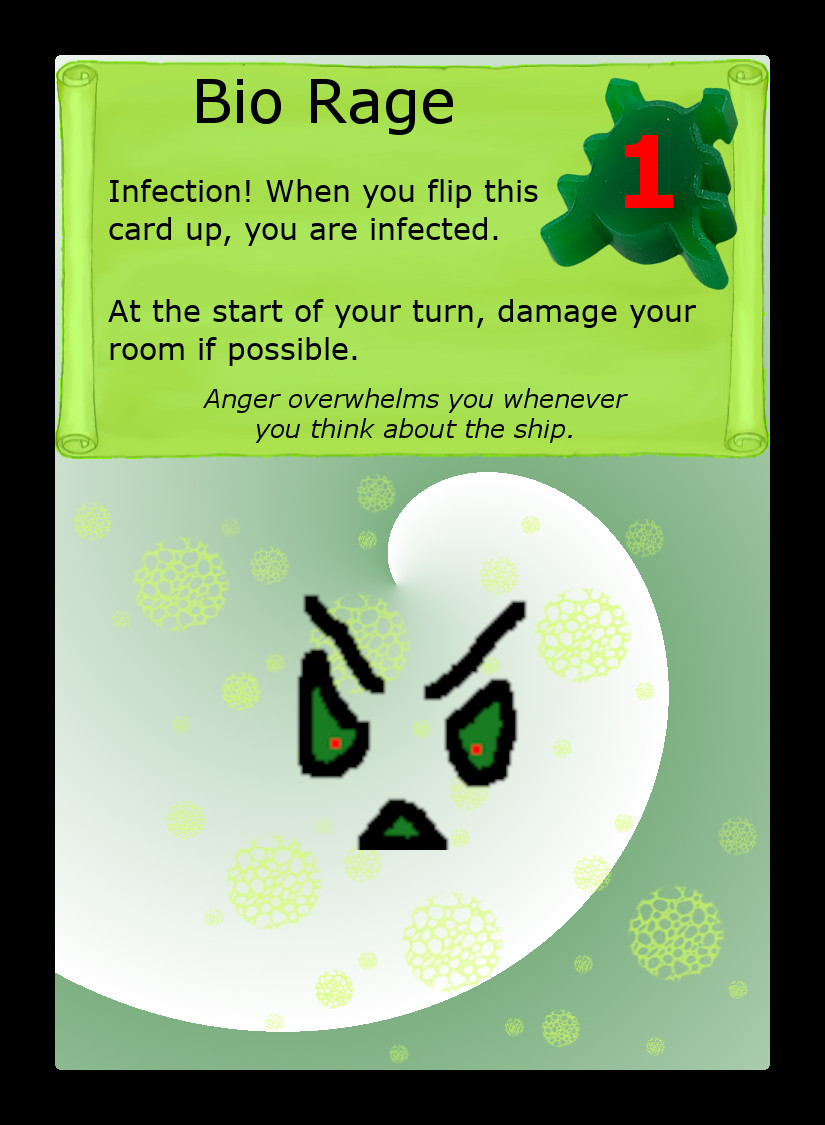 Bio Rage
1
Infection! When you flip this
card up, you are infected.
At the start of your turn, damage your
room if possible.
Anger overwhelms you whenever
you think about the ship.